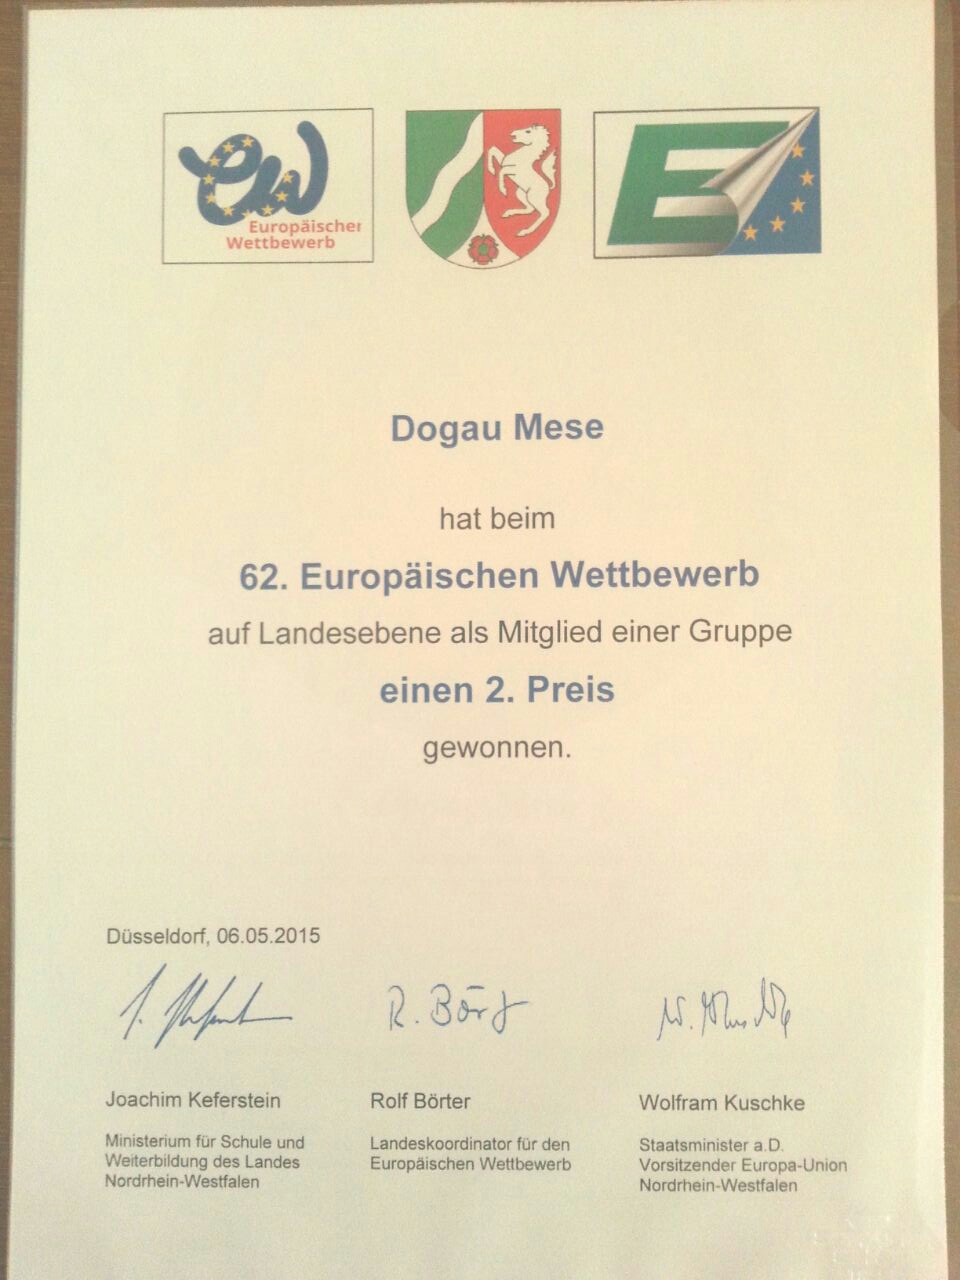 ew
Europäischer
Wettbewerb
E
Dogau Mese
hat beim
62. Europäischen Wettbewerb
auf Landesebene als Mitglied einer Gruppe
einen 2. Preis
gewonnen.
Düsseldorf, 06.05.2015
R. Bört
Joachim Keferstein
Ministerium für Schule und
Weiterbildung des Landes
Nordrhein-Westfalen
Rolf Börter
Landeskoordinator für den
Europäischen Wettbewerb
Wolfram Kuschke
Staatsminister a.D.
Vorsitzender Europa-Union
Nordrhein-Westfalen